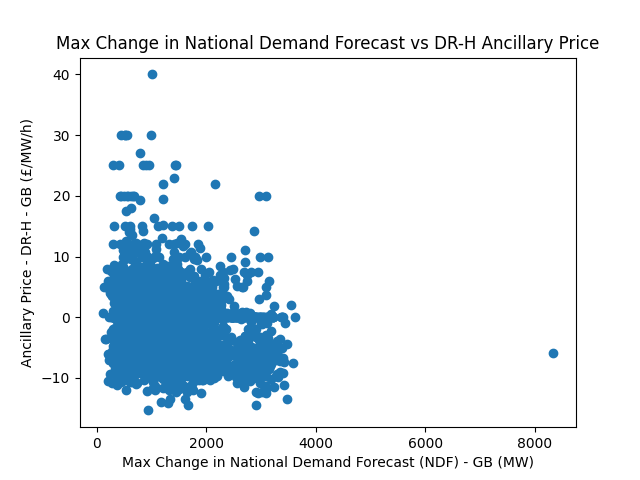 Max Change in National Demand Forecast vs DR-H Ancillary Price
40
30
20
10
0
−10
Ancillary Price - DR-H - GB (£/MW/h)
0 2000 4000 6000 8000
Max Change in National Demand Forecast (NDF) - GB (MW)